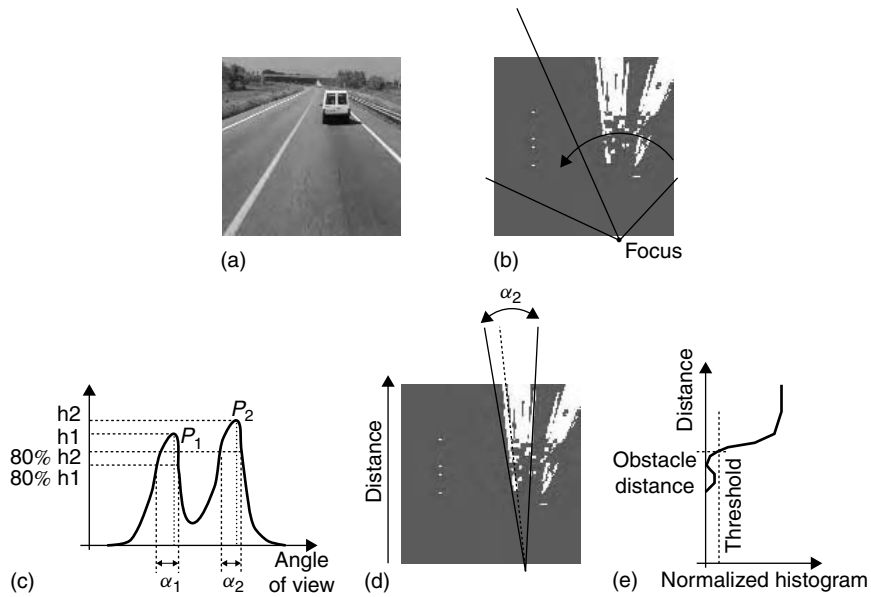 (a)
(b)
Focus
h2
h1
80% h2
80% h1
P1
P2
α1
α2
Angle
of view
(c)
α2
Distance
(d)
Distance
Obstacle
distance
Threshold
Normalized histogram
(e)